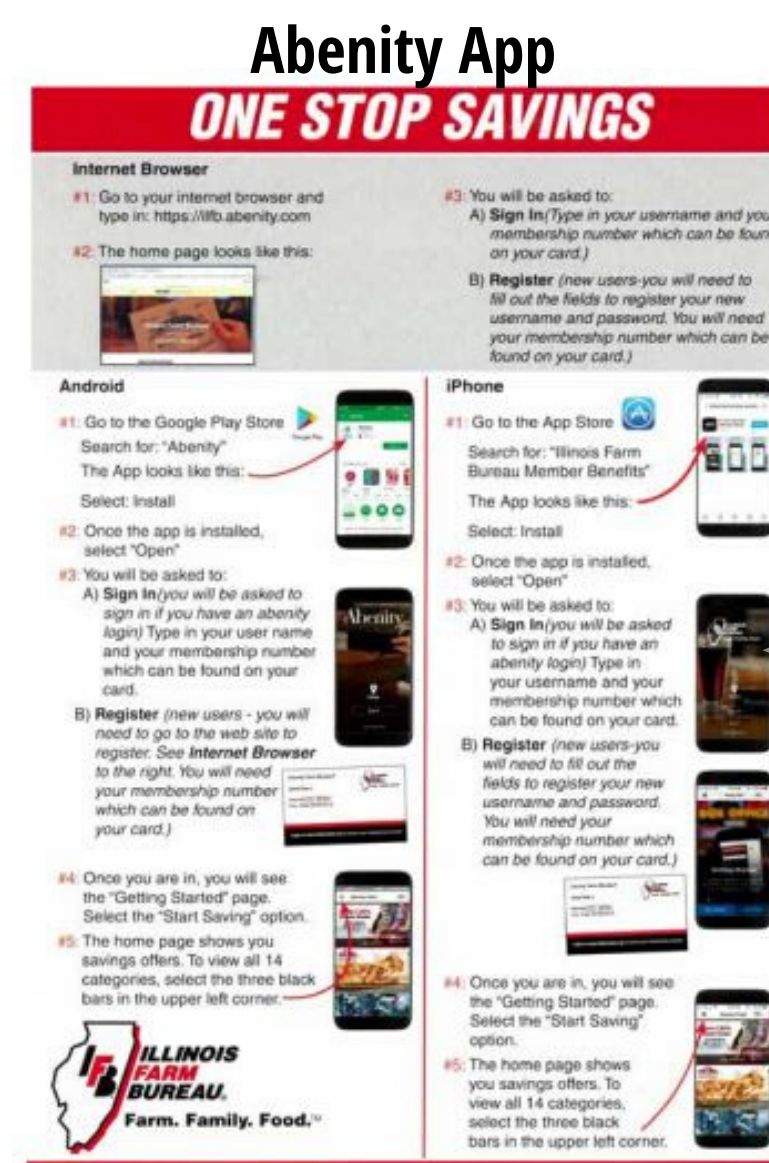 Abenity App
ONE STOP SAVINGS
Internet Browser
#1: Go to your internet browser and
type in: https://ilfb.abenity.com
#2: The home page looks like this:
#3: You will be asked to:
A) Sign In(Type in your username and you
membership number which can be foun
on your card.)
B) Register (new users-you will need to
fill out the fields to register your new
username and password. You will need
your membership number which can be
found on your card.)
Android
#1: Go to the Google Play Store
Google Play
Search for: "Abenity"
The App looks like this:
Select: Install
#2: Once the app is installed,
select "Open"
#3: You will be asked to:
A) Sign In(you will be asked to
sign in if you have an abenity
login) Type in your user name
and your membership number
which can be found on your
card.
Abenity
B) Register (new users - you will
need to go to the web site to
register. See Internet Browser
to the right. You will need
your membership number
which can be found on
your card.)
#4: Once you are in, you will see
the "Getting Started" page.
Select the "Start Saving" option.
#5: The home page shows you
savings offers. To view all 14
categories, select the three black
bars in the upper left corner.
IFB
ILLINOIS
FARM
BUREAU.
Farm. Family. Food.™
iPhone
#1: Go to the App Store
Search for: "Illinois Farm
Bureau Member Benefits"
The App looks like this:
Select: Install
#2: Once the app is installed,
select "Open"
#3: You will be asked to:
A) Sign In(you will be asked
to sign in if you have an
abenity login) Type in
your username and your
membership number which
can be found on your card.
B) Register (new users-you
will need to fill out the
fields to register your new
username and password.
You will need your
membership number which
can be found on your card.)
BOX OFFICE
#4: Once you are in, you will see
the "Getting Started" page.
Select the "Start Saving"
option.
#5: The home page shows
you savings offers. To
view all 14 categories,
select the three black
bars in the upper left corner.